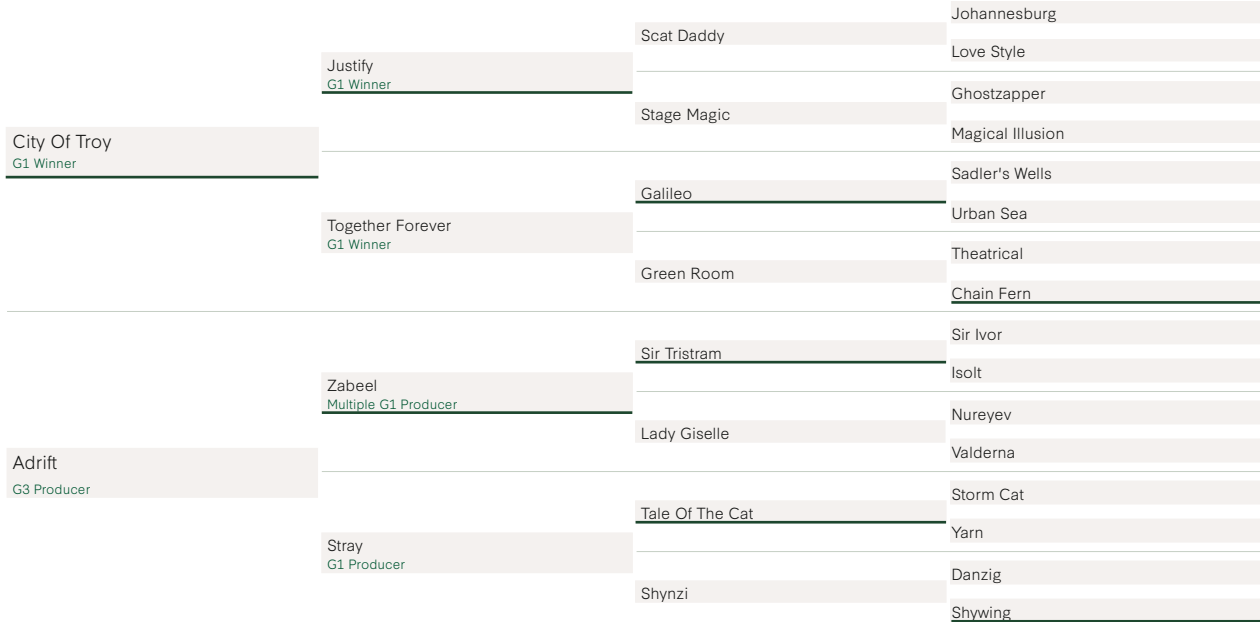 City Of Troy
G1 Winner
Adrift
G3 Producer
Justify
G1 Winner
Together Forever
G1 Winner
Zabeel
Multiple G1 Producer
Stray
G1 Producer
Scat Daddy
Stage Magic
Galileo
Green Room
Sir Tristram
Lady Giselle
Tale Of The Cat
Shynzi
Johannesburg
Love Style
Ghostzapper
Magical Illusion
Sadler's Wells
Urban Sea
Theatrical
Chain Fern
Sir Ivor
Isolt
Nureyev
Valderna
Storm Cat
Yarn
Danzig
Shywing